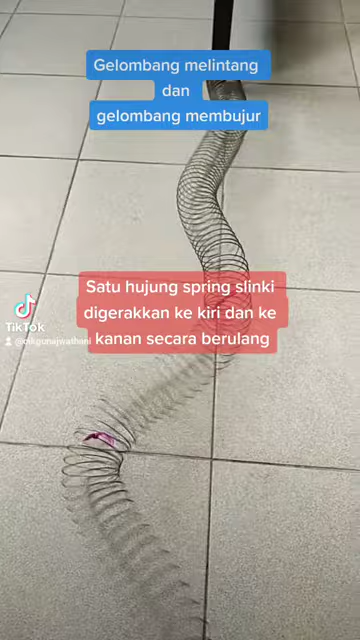 Gelombang melintang
dan
gelombang membujur
Satu hujung spring slinki
digerakkan ke kiri dan ke
kanan secara berulang
TikTok